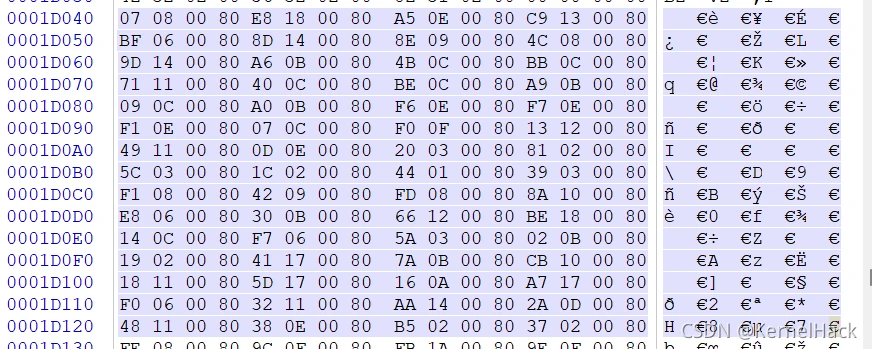 0001D040 07 08 00 80 E8 18 00 80 A5 0E 00 80 C9 13 00 80 €è €¥ €É €
0001D050 BF 06 00 80 8D 14 00 80 8E 09 00 80 4C 08 00 80 ¿ € €Ž €L €
0001D060 9D 14 00 80 A6 0B 00 80 4B 0C 00 80 BB 0C 00 80 €¦ €K €» €
0001D070 71 11 00 80 40 0C 00 80 BE 0C 00 80 A9 0B 00 80 q €@ €¾ €© €
0001D080 09 0C 00 80 A0 0B 00 80 F6 0E 00 80 F7 0E 00 80 € €ö €÷ €
0001D090 F1 0E 00 80 07 0C 00 80 F0 0F 00 80 13 12 00 80 ñ € €ð € €
0001D0A0 49 11 00 80 0D 0E 00 80 20 03 00 80 81 02 00 80 I € € € €
0001D0B0 5C 03 00 80 1C 02 00 80 44 01 00 80 39 03 00 80 \ € €D €9 €
0001D0C0 F1 08 00 80 42 09 00 80 FD 08 00 80 8A 10 00 80 ñ €B €ý €Š €
0001D0D0 E8 06 00 80 30 0B 00 80 66 12 00 80 BE 18 00 80 è €0 €f €¾ €
0001D0E0 14 0C 00 80 F7 06 00 80 5A 03 00 80 02 0B 00 80 €÷ €Z € €
0001D0F0 19 02 00 80 41 17 00 80 7A 0B 00 80 CB 10 00 80 €A €z €Ë €
0001D100 18 11 00 80 5D 17 00 80 16 0A 00 80 A7 17 00 80 €] € €§ €
0001D110 F0 06 00 80 32 11 00 80 AA 14 00 80 2A 0D 00 80 ð €2 €ª €* €
0001D120 48 11 00 80 38 0E 00 80 B5 02 00 80 37 02 00 80 H €8 €µ €7 €
CSDN @KernelHack